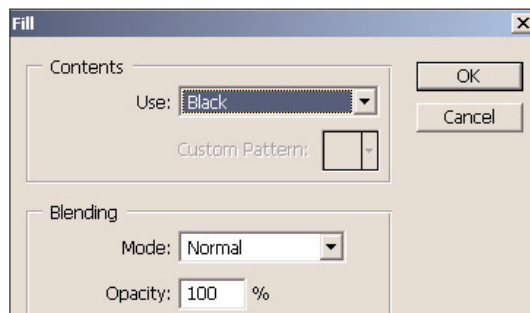 Fill
Contents
OK
Use: Black
Cancel
Custom Pattern:
Blending
Mode: Normal
Opacity: 100 %